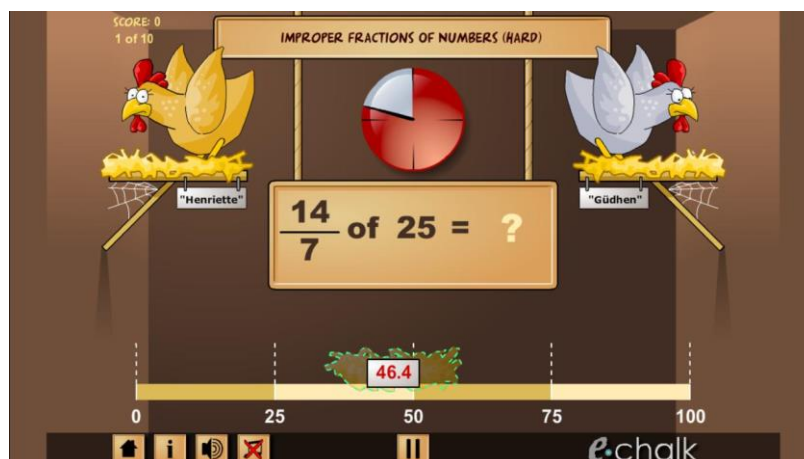 SCORE: 0
1 of 10
IMPROPER FRACTIONS OF NUMBERS (HARD)
"Henriette"
"Güdhen"
14
7
of 25 = ?
46.4
0 25 50 75 100
i
e·chalk